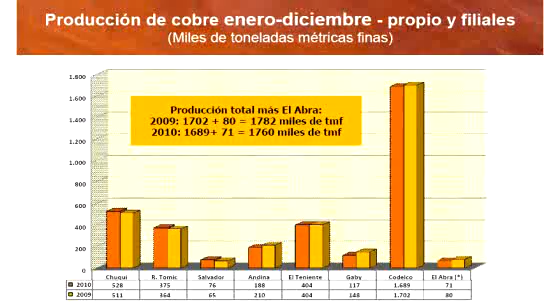 Producción de cobre enero-diciembre - propio y filiales
(Miles de toneladas métricas finas)
1.800
1.600
1.400
1.200
1.000
800
600
400
200
0
Producción total más El Abra:
2009: 1702 + 80 = 1782 miles de tmf
2010: 1689+ 71 = 1760 miles de tmf
Chuqui R. Tomic Salvador Andina El Teniente Gaby Codelco El Abra (*)
2010 528 375 76 188 404 117 1.689 71
2009 511 364 65 210 404 148 1.702 80